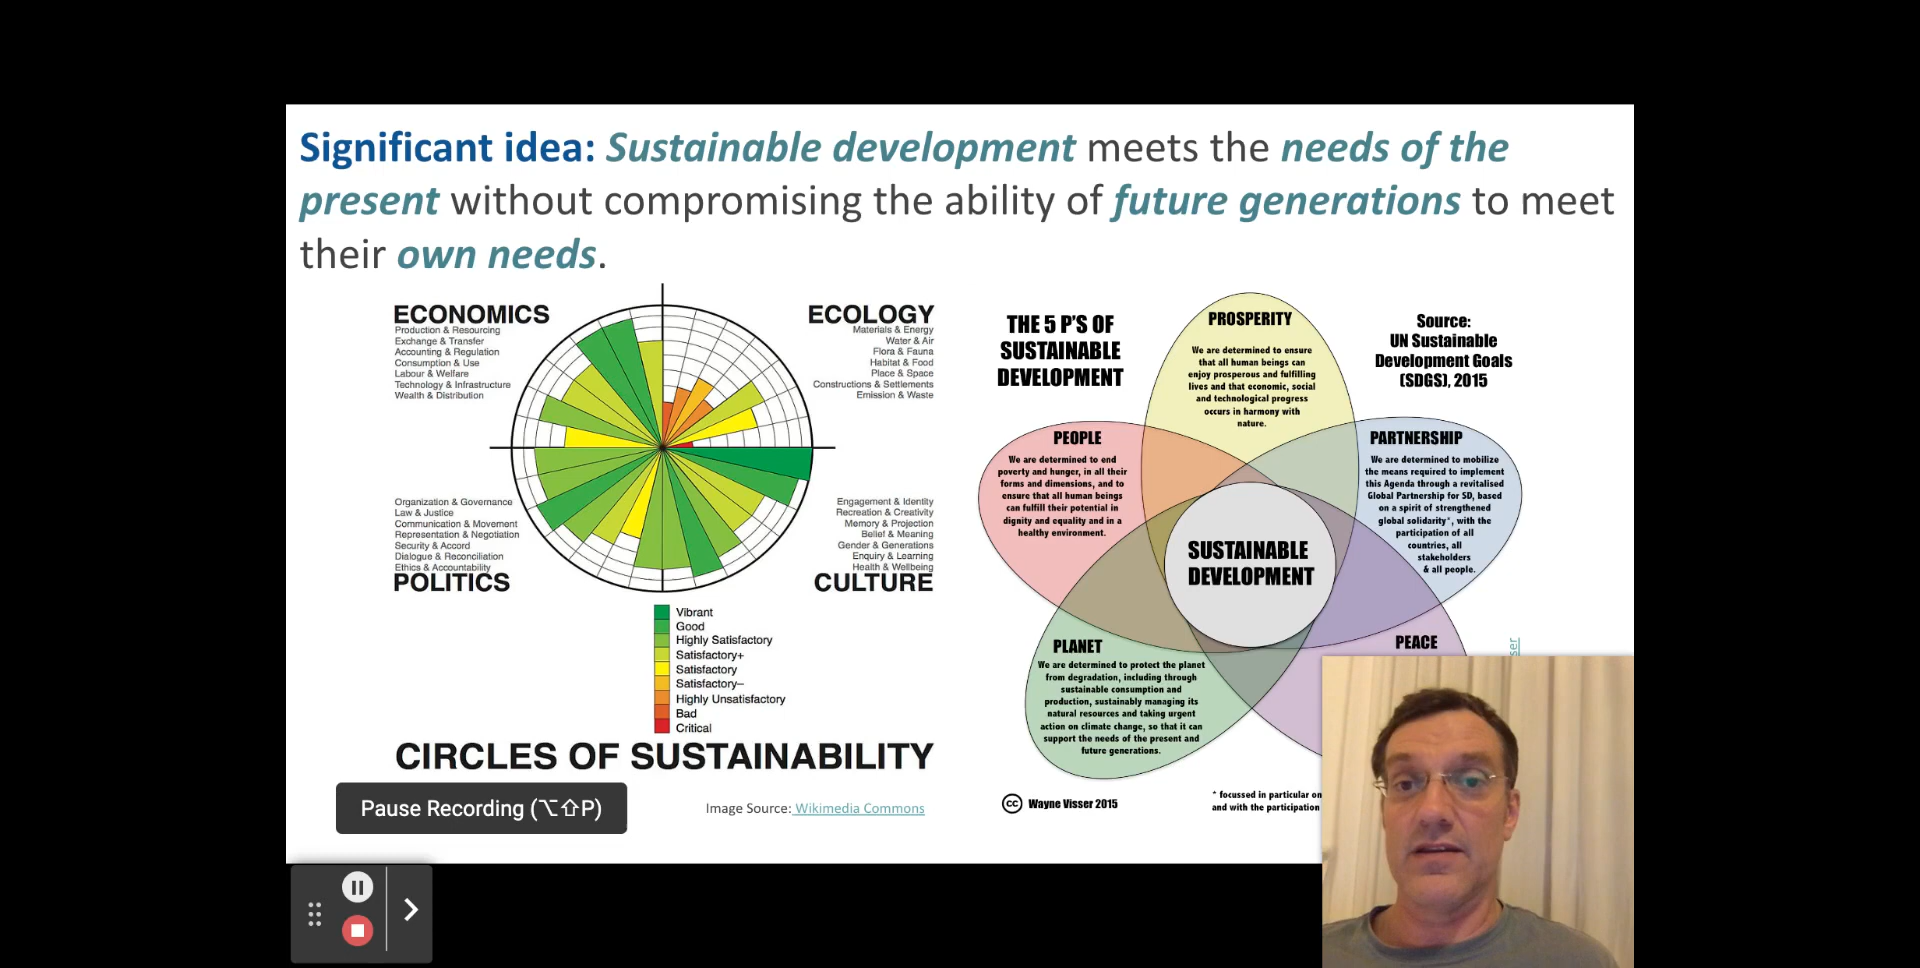 Significant idea: Sustainable development meets the needs of the
present without compromising the ability of future generations to meet
their own needs.
ECONOMICS
Production & Resourcing
Exchange & Transfer
Accounting & Regulation
Consumption & Use
Labour & Welfare
Technology & Infrastructure
Wealth & Distribution
ECOLOGY
Materials & Energy
Water & Air
Flora & Fauna
Habitat & Food
Place & Space
Constructions & Settlements
Emission & Waste
Organization & Governance
Law & Justice
Communication & Movement
Representation & Negotiation
Security & Accord
Dialogue & Reconciliation
Ethics & Accountability
POLITICS
Engagement & Identity
Recreation & Creativity
Memory & Projection
Belief & Meaning
Gender & Generations
Enquiry & Learning
Health & Wellbeing
CULTURE
Vibrant
Good
Highly Satisfactory
Satisfactory+
Satisfactory
Satisfactory–
Highly Unsatisfactory
Bad
Critical
CIRCLES OF SUSTAINABILITY
Pause Recording (⌥⇧P)
Image Source: Wikimedia Commons
THE 5 P'S OF
SUSTAINABLE
DEVELOPMENT
PROSPERITY
We are determined to ensure
that all human beings can
enjoy prosperous and fulfilling
lives and that economic, social
and technological progress
occurs in harmony with
nature.
Source:
UN Sustainable
Development Goals
(SDGS), 2015
PEOPLE
We are determined to end
poverty and hunger, in all their
forms and dimensions, and to
ensure that all human beings
can fulfill their potential in
dignity and equality and in a
healthy environment.
PARTNERSHIP
We are determined to mobilize
the means required to implement
this Agenda through a revitalised
Global Partnership for SD, based
on a spirit of strengthened
global solidarity*, with the
participation of all
countries, all
stakeholders
& all people.
SUSTAINABLE
DEVELOPMENT
PLANET
We are determined to protect the planet
from degradation, including through
sustainable consumption and
production, sustainably managing its
natural resources and taking urgent
action on climate change, so that it can
support the needs of the present and
future generations.
PEACE
ser
cc Wayne Visser 2015
* focussed in particular on
and with the participation